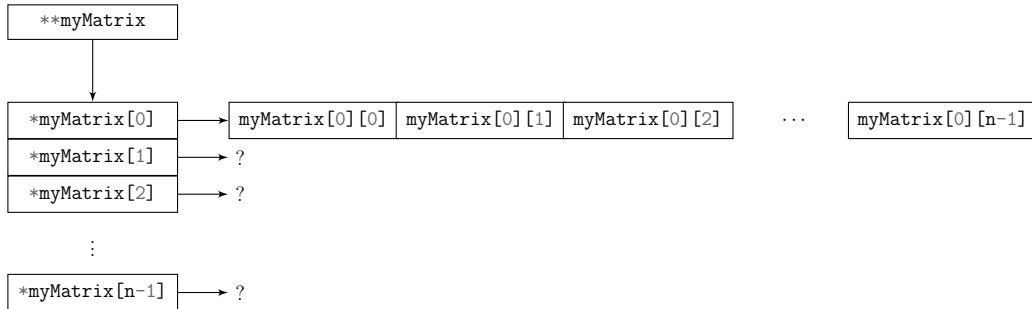 **myMatrix
*myMatrix[0] myMatrix[0][0] myMatrix[0][1] myMatrix[0][2] ... myMatrix[0][n-1]
*myMatrix[1] ?
*myMatrix[2] ?
⋮
*myMatrix[n-1] ?